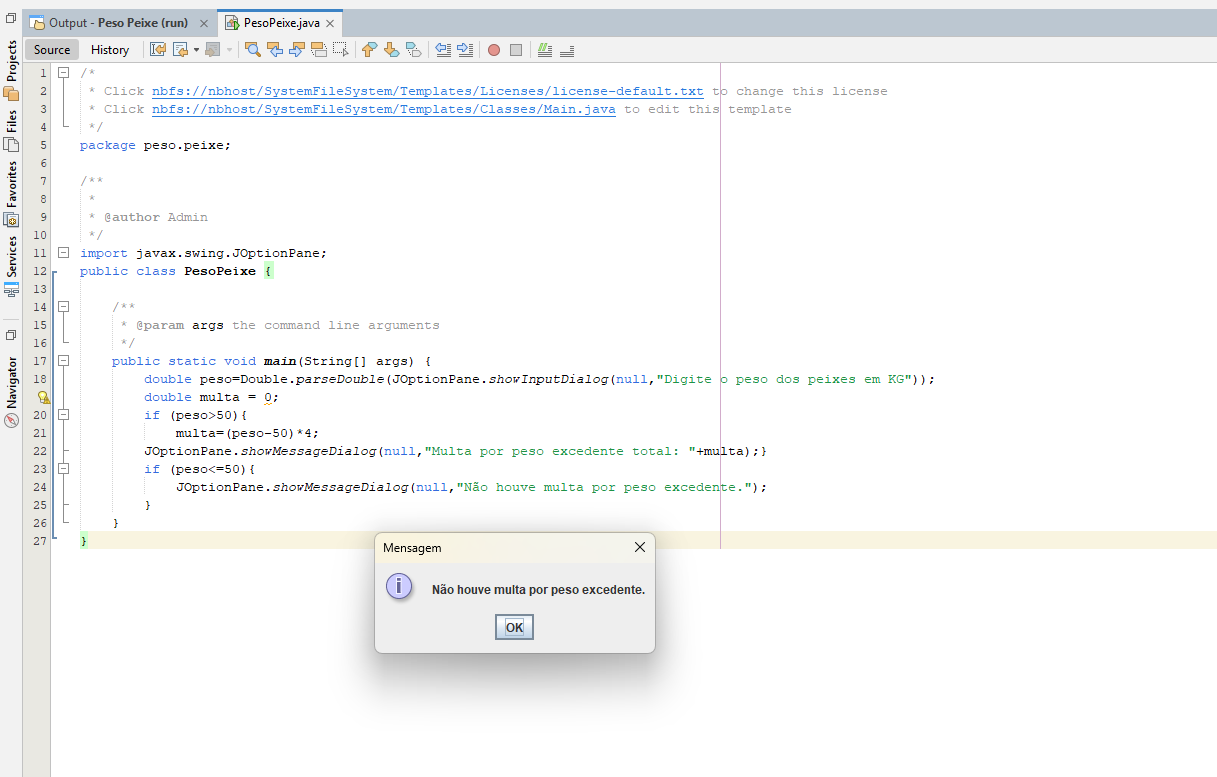 Output - Peso Peixe (run) ×
PesoPeixe.java ×
Source History
Projects
Files
Favorites
Services
Navigator
1 /*
2 * Click nbfs://nbhost/SystemFileSystem/Templates/Licenses/license-default.txt to change this license
3 * Click nbfs://nbhost/SystemFileSystem/Templates/Classes/Main.java to edit this template
4 */
5 package peso.peixe;
6
7 /**
8 *
9 * @author Admin
10 */
11 import javax.swing.JOptionPane;
12 public class PesoPeixe {
13
14 /**
15 * @param args the command line arguments
16 */
17 public static void main(String[] args) {
18 double peso=Double.parseDouble(JOptionPane.showInputDialog(null,"Digite o peso dos peixes em KG"));
double multa = 0;
20 if (peso>50){
21 multa=(peso-50)*4;
22 JOptionPane.showMessageDialog(null,"Multa por peso excedente total: "+multa);}
23 if (peso<=50){
24 JOptionPane.showMessageDialog(null,"Não houve multa por peso excedente.");
25 }
26 }
27 }
Mensagem
i
Não houve multa por peso excedente.
OK